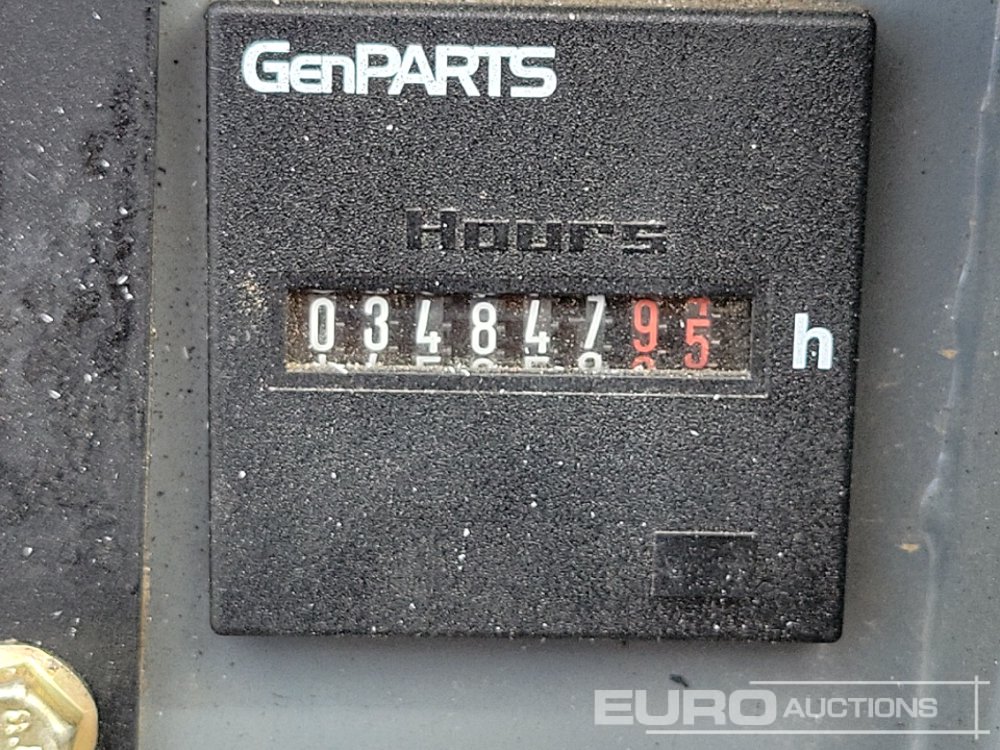 GenPARTS
Hours
03484795 h
EURO AUCTIONS